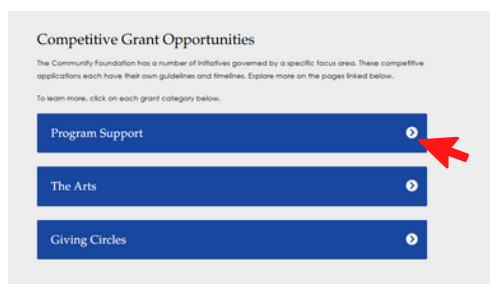 Competitive Grant Opportunities
The Community Foundation has a number of initiatives governed by a specific focus area. These competitive
applications each have their own guidelines and timelines. Explore more on the pages linked below.
To learn more, click on each grant category below.
Program Support
The Arts
Giving Circles